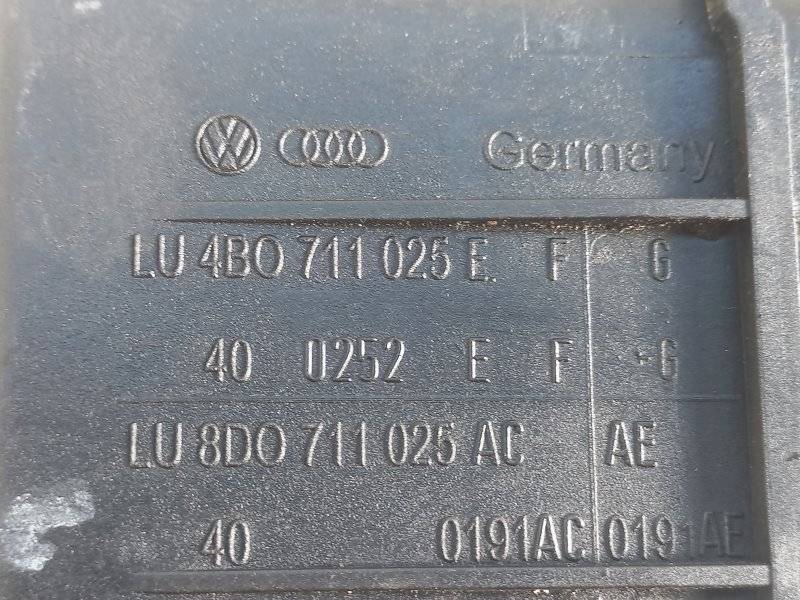 Germany
LU 4B0 711 025 E. F G
40 0252 E F G
LU 8D0 711 025 AC AE
40 0191AC 0191AE